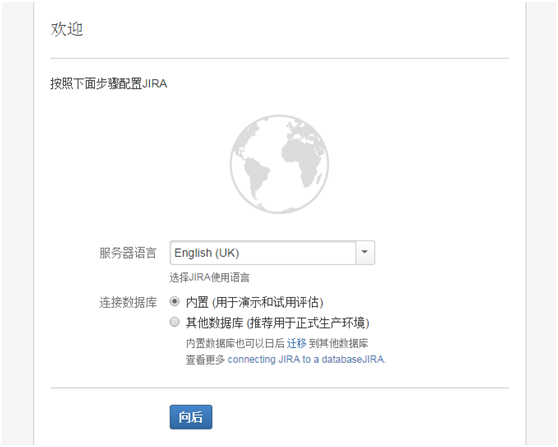 欢迎
按照下面步骤配置JIRA
服务器语言 English (UK)
选择JIRA使用语言
连接数据库 内置 (用于演示和试用评估)
其他数据库 (推荐用于正式生产环境)
内置数据库也可以日后 迁移 到其他数据库
查看更多 connecting JIRA to a databaseJIRA.
向后